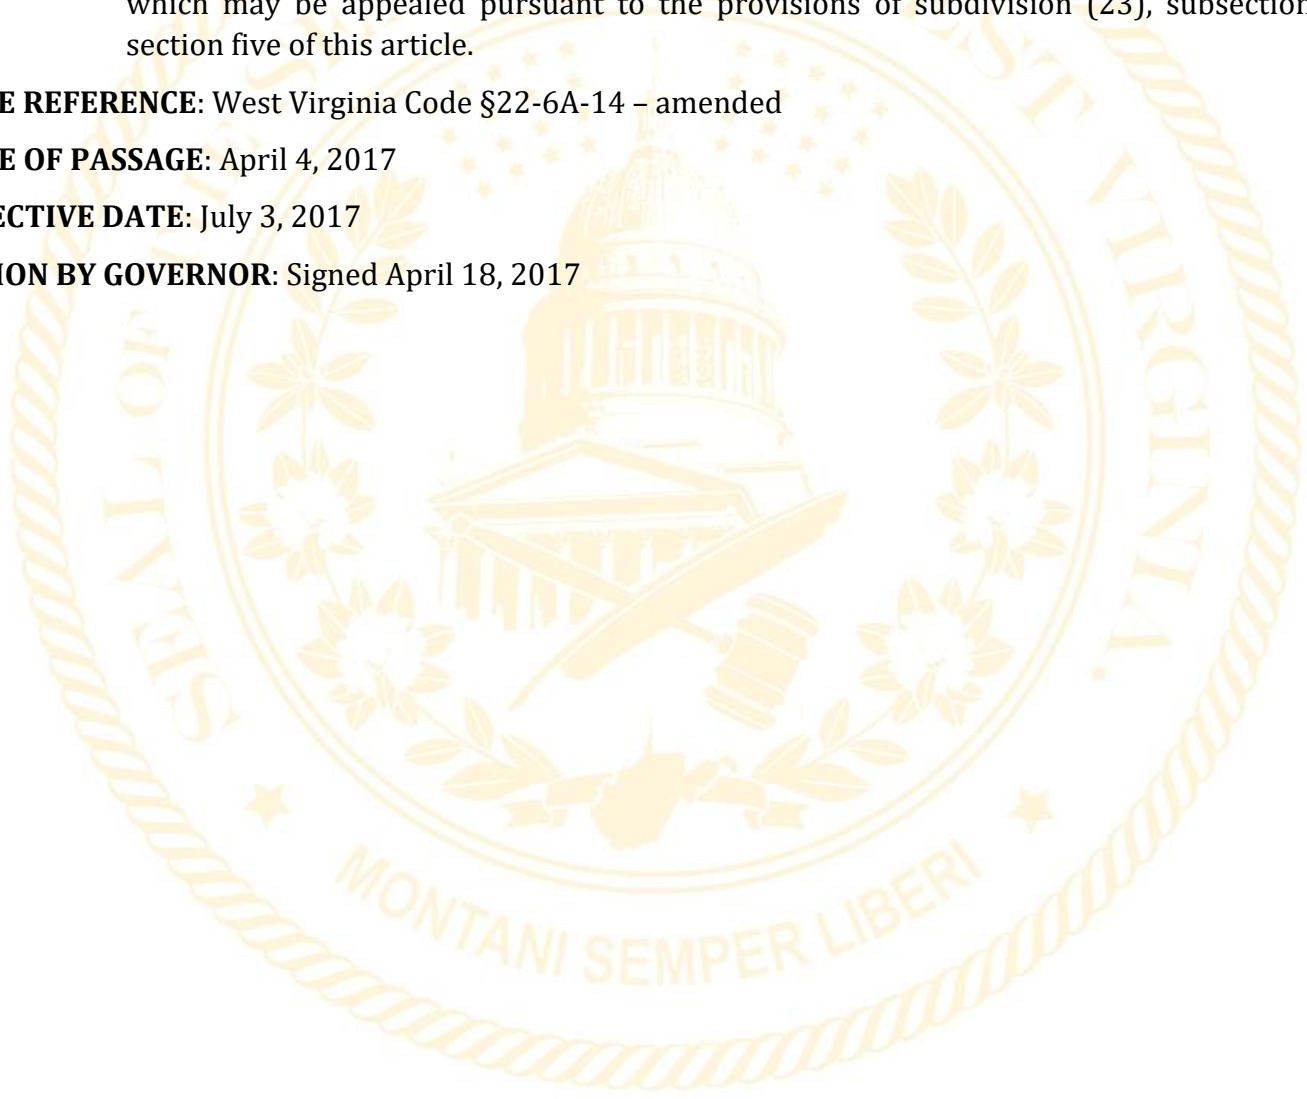 which may be appealed pursuant to the provisions of subdivision (23), subsection
section five of this article.
E REFERENCE: West Virginia Code §22-6A-14 – amended
E OF PASSAGE: April 4, 2017
ECTIVE DATE: July 3, 2017
ION BY GOVERNOR: Signed April 18, 2017
VIRGINIA
MONTANI SEMPER LIBERI